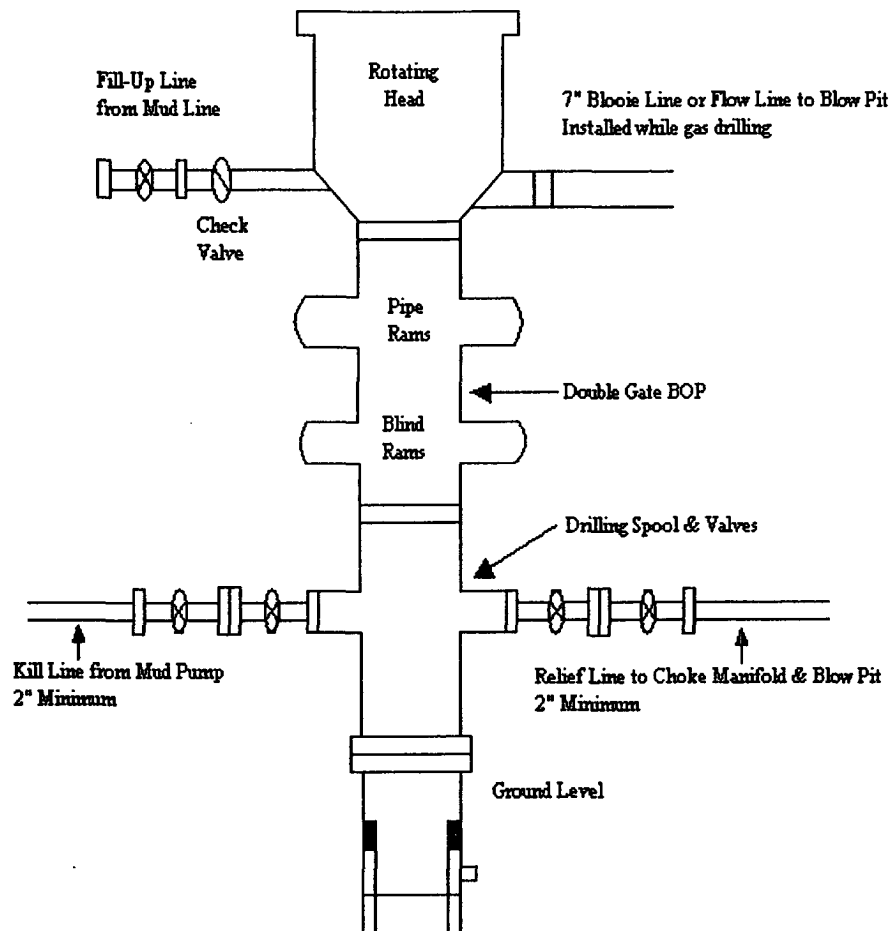 Rotating
Head
Fill-Up Line
from Mud Line
7" Blooie Line or Flow Line to Blow Pit
Installed while gas drilling
Check
Valve
Pipe
Rams
Double Gate BOP
Blind
Rams
Drilling Spool & Valves
Kill Line from Mud Pump
2" Minimum
Relief Line to Choke Manifold & Blow Pit
2" Minimum
Ground Level